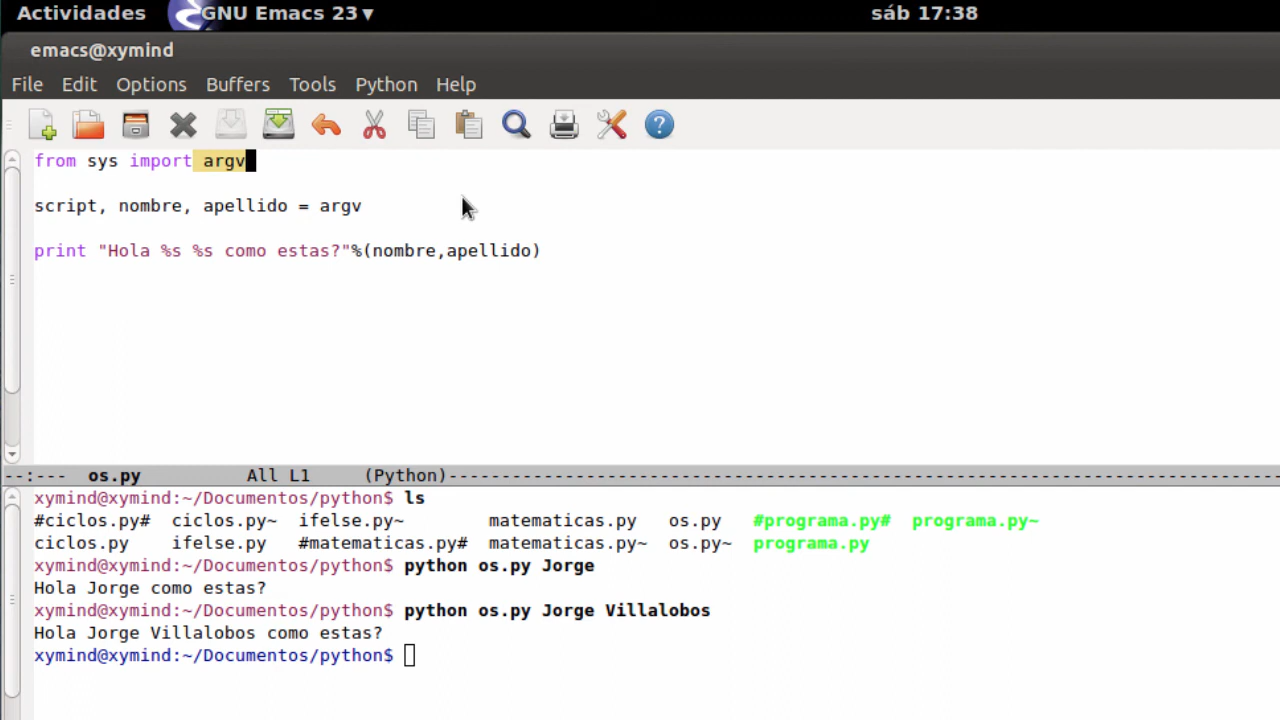 Actividades GNU Emacs 23 ▾ sáb 17:38
emacs@xymind
File Edit Options Buffers Tools Python Help
from sys import argv
script, nombre, apellido = argv
print "Hola %s %s como estas?"%(nombre,apellido)
--:--- os.py All L1 (Python)--------------------------------------------------------------------------------
xymind@xymind:~/Documentos/python$ ls
#ciclos.py# ciclos.py~ ifelse.py~ matematicas.py os.py #programa.py# programa.py~
ciclos.py ifelse.py #matematicas.py# matematicas.py~ os.py~ programa.py
xymind@xymind:~/Documentos/python$ python os.py Jorge
Hola Jorge como estas?
xymind@xymind:~/Documentos/python$ python os.py Jorge Villalobos
Hola Jorge Villalobos como estas?
xymind@xymind:~/Documentos/python$